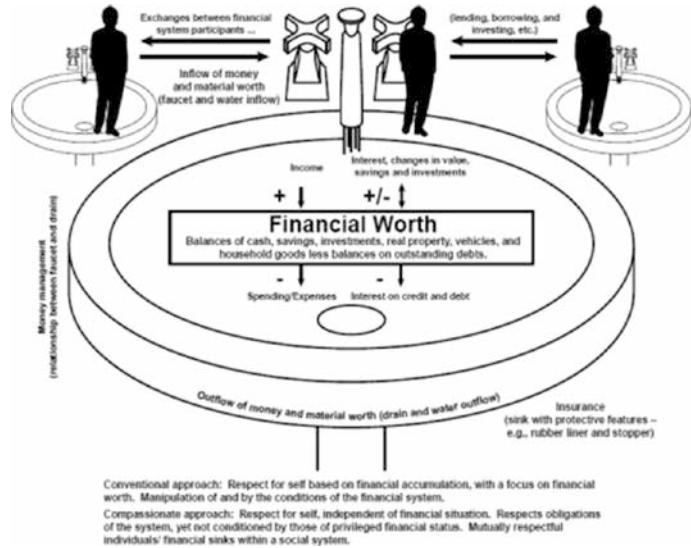 Exchanges between financial
system participants ...
(lending, borrowing, and
investing, etc.)
Inflow of money
and material worth
(faucet and water inflow)
Income
Interest, changes in value,
savings and investments
+
+/-
Financial Worth
Balances of cash, savings, investments, real property, vehicles, and
household goods less balances on outstanding debts.
-
-
Spending/Expenses
Interest on credit and debt
Money management
(relationship between faucet and drain)
Outflow of money and material worth (drain and water outflow)
Insurance
(sink with protective features –
e.g., rubber liner and stopper)
Conventional approach: Respect for self based on financial accumulation, with a focus on financial
worth. Manipulation of and by the conditions of the financial system.
Compassionate approach: Respect for self, independent of financial situation. Respects obligations
of the system, yet not conditioned by those of privileged financial status. Mutually respectful
individuals/ financial sinks within a social system.